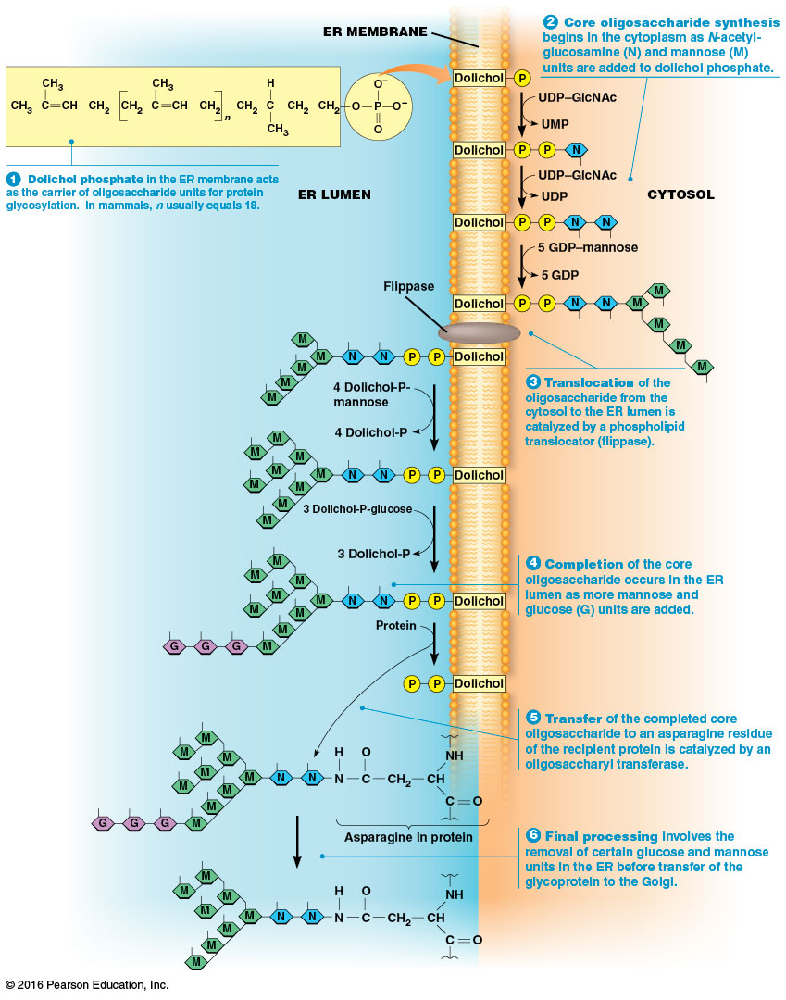 ER MEMBRANE
2 Core oligosaccharide synthesis
begins in the cytoplasm as N-acetyl-
glucosamine (N) and mannose (M)
units are added to dolichol phosphate.
CH3 CH3 H O–
CH3–C=CH–CH2–[CH2–C=CH–CH2]n–CH2–C–CH2–CH2–O–P–O–
CH3 O
1 Dolichol phosphate in the ER membrane acts
as the carrier of oligosaccharide units for protein
glycosylation. In mammals, n usually equals 18.
Dolichol P
UDP–GlcNAc
UMP
Dolichol P P N
UDP–GlcNAc
UDP
ER LUMEN
CYTOSOL
Dolichol P P N N
5 GDP–mannose
5 GDP
Dolichol P P N N M M M M M
Flippase
M M M M M N N P P Dolichol
3 Translocation of the
oligosaccharide from the
cytosol to the ER lumen is
catalyzed by a phospholipid
translocator (flippase).
4 Dolichol-P-
mannose
4 Dolichol-P
M M M M M M M M M N N P P Dolichol
3 Dolichol-P-glucose
3 Dolichol-P
4 Completion of the core
oligosaccharide occurs in the ER
lumen as more mannose and
glucose (G) units are added.
G G G M M M M M M M M M N N P P Dolichol
Protein
P P Dolichol
5 Transfer of the completed core
oligosaccharide to an asparagine residue
of the recipient protein is catalyzed by an
oligosaccharyl transferase.
G G G M M M M M M M M M N N
H O NH
N–C–CH2–CH
C=O
Asparagine in protein
6 Final processing involves the
removal of certain glucose and mannose
units in the ER before transfer of the
glycoprotein to the Golgi.
M M M M M M M M N N
H O NH
N–C–CH2–CH
C=O
© 2016 Pearson Education, Inc.